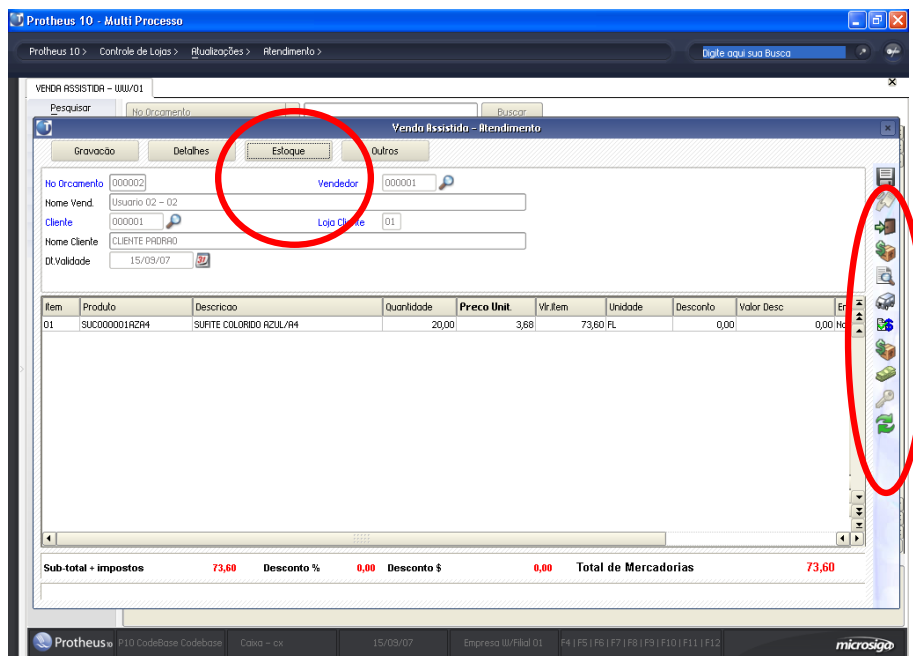 Protheus 10 - Multi Processo
Protheus 10 > Controle de Lojas > Atualizações > Atendimento >
Digite aqui sua Busca
VENDA ASSISTIDA - WW/01
Pesquisar
No Orcamento
Buscar
Venda Assistida - Atendimento
Gravacão
Detalhes
Estoque
Outros
No Orcamento 000002 Vendedor 000001
Nome Vend. Usuario 02 - 02
Cliente 000001 Loja Cliente 01
Nome Cliente CLIENTE PADRAO
Dt.Validade 15/09/07 31
Item Produto Descricao Quantidade Preco Unit. Vlr.Item Unidade Desconto Valor Desc En
01 SUC000001AZA4 SUFITE COLORIDO AZUL/A4 20,00 3,68 73,60 FL 0,00 0,00 No
Sub-total + impostos 73,60 Desconto % 0,00 Desconto $ 0,00 Total de Mercadorias 73,60
Protheus 10 P10 CodeBase Codebase Caixa - cx 15/09/07 Empresa W/Filial 01 F4 | F5 | F6 | F7 | F8 | F9 | F10 | F11 | F12 microsiga